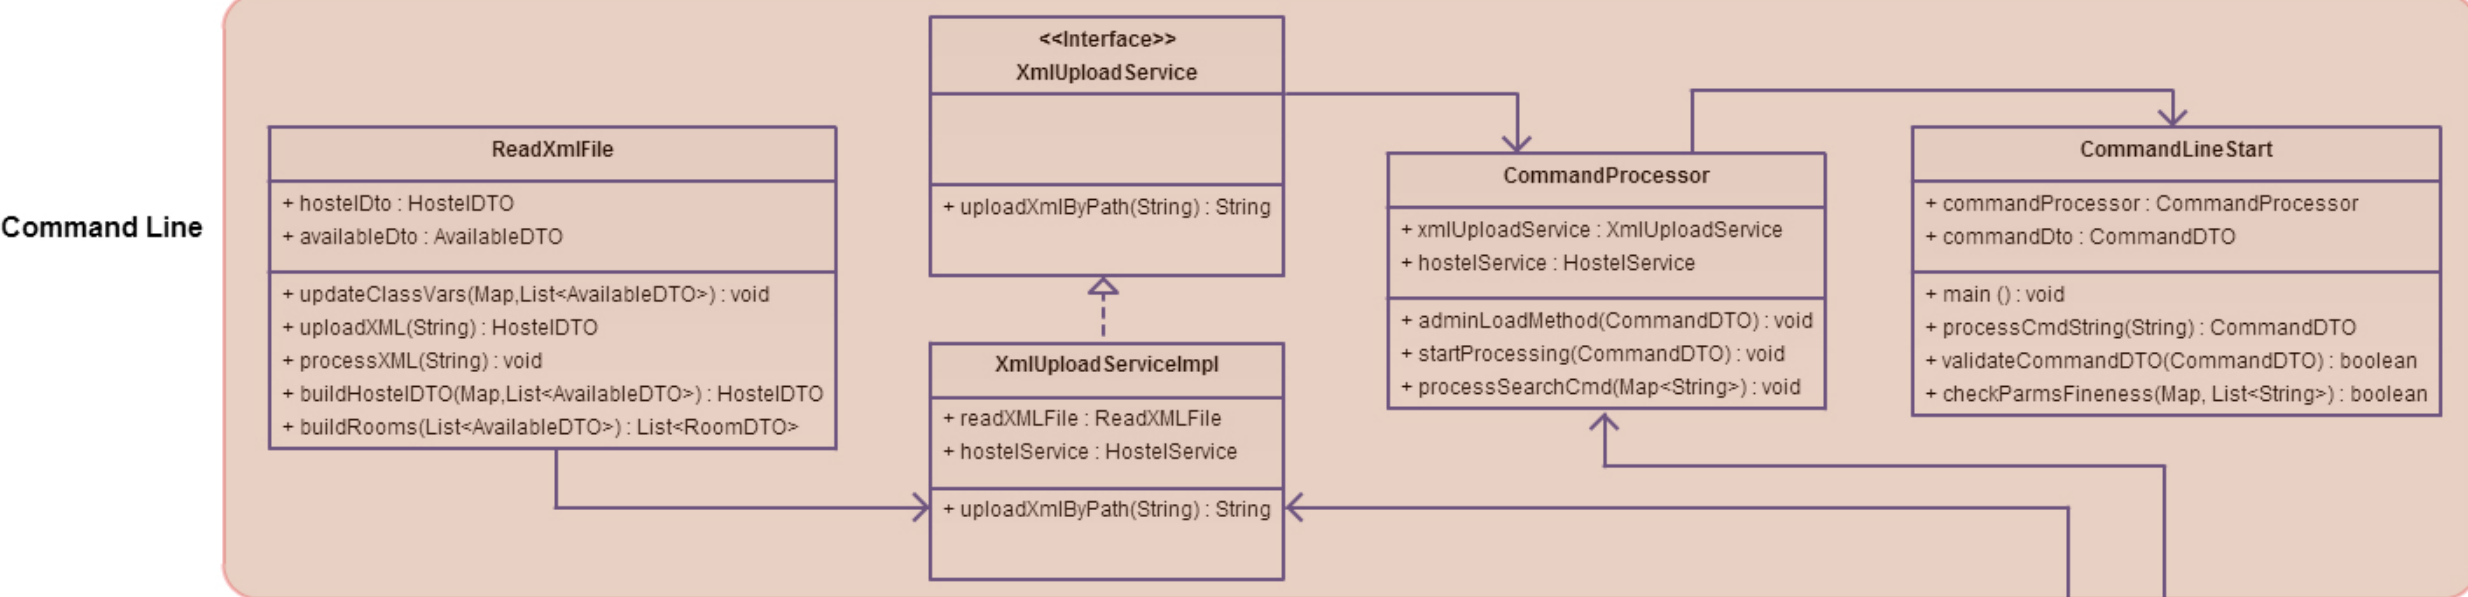 Command Line
ReadXmlFile
+ hostelDto : HostelDTO
+ availableDto : AvailableDTO
+ updateClassVars(Map,List<AvailableDTO>) : void
+ uploadXML(String) : HostelDTO
+ processXML(String) : void
+ buildHostelDTO(Map,List<AvailableDTO>) : HostelDTO
+ buildRooms(List<AvailableDTO>) : List<RoomDTO>
<<Interface>>
XmlUploadService
+ uploadXmlByPath(String) : String
XmlUploadServiceImpl
+ readXMLFile : ReadXMLFile
+ hostelService : HostelService
+ uploadXmlByPath(String) : String
CommandProcessor
+ xmlUploadService : XmlUploadService
+ hostelService : HostelService
+ adminLoadMethod(CommandDTO) : void
+ startProcessing(CommandDTO) : void
+ processSearchCmd(Map<String>) : void
CommandLineStart
+ commandProcessor : CommandProcessor
+ commandDto : CommandDTO
+ main () : void
+ processCmdString(String) : CommandDTO
+ validateCommandDTO(CommandDTO) : boolean
+ checkParmsFineness(Map, List<String>) : boolean